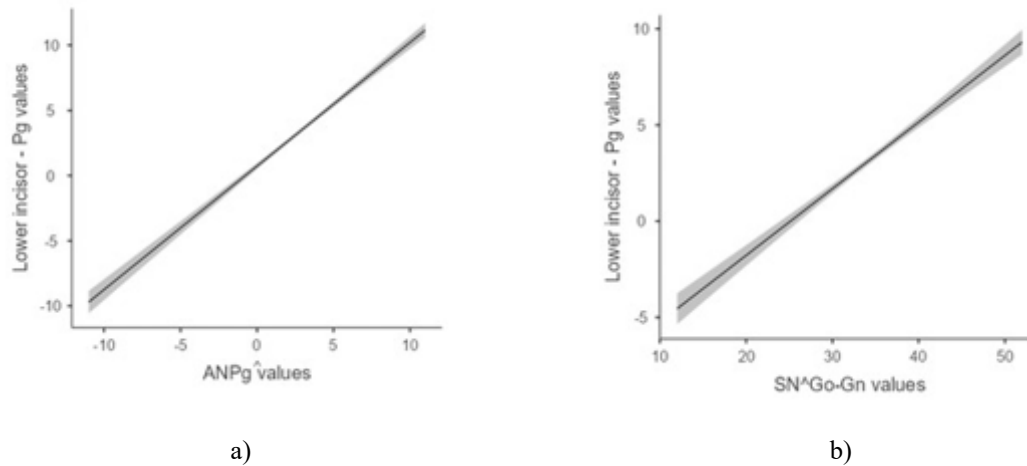 Lower incisor - Pg values
10
5
0
-5
-10
-10 -5 0 5 10
ANPg^values
a)
Lower incisor - Pg values
10
5
0
-5
10 20 30 40 50
SN^Go-Gn values
b)